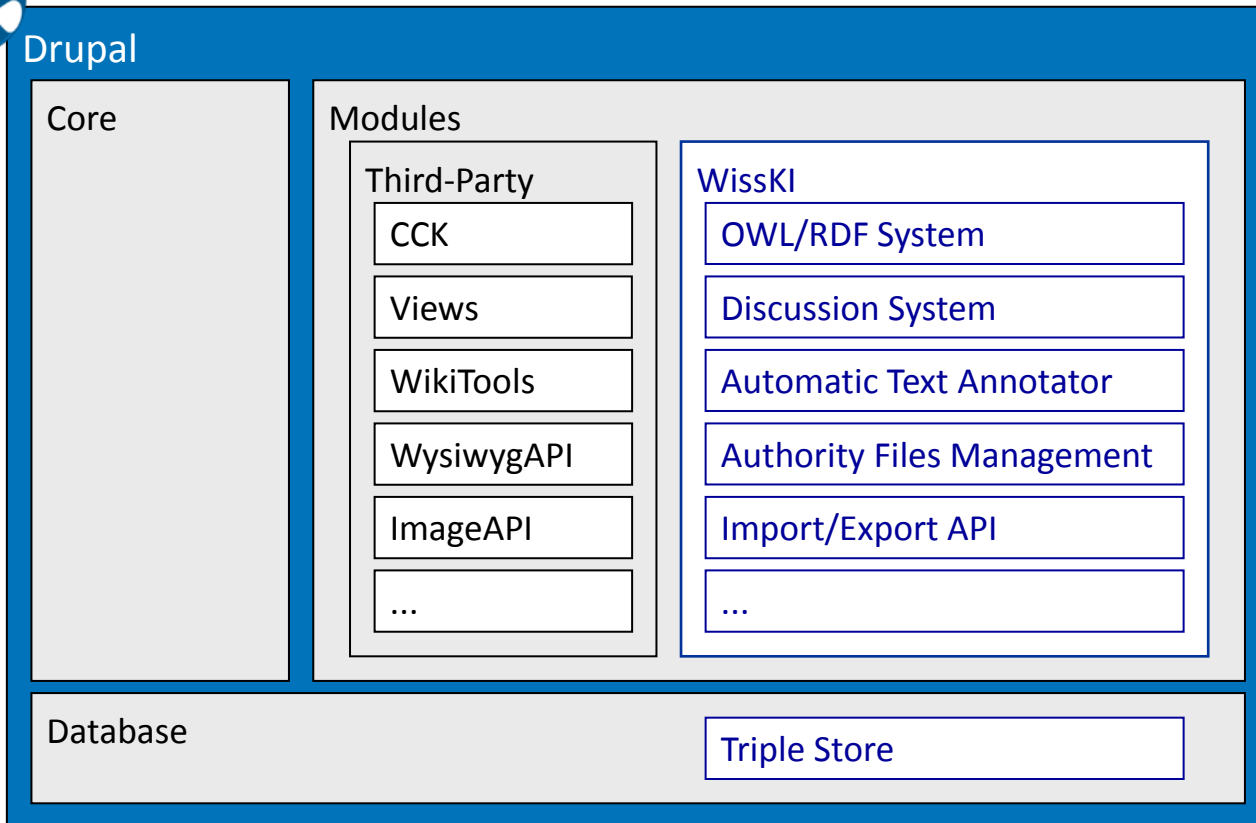 Drupal
Core
Modules
Third-Party
CCK
Views
WikiTools
WysiwygAPI
ImageAPI
...
WissKI
OWL/RDF System
Discussion System
Automatic Text Annotator
Authority Files Management
Import/Export API
...
Database
Triple Store